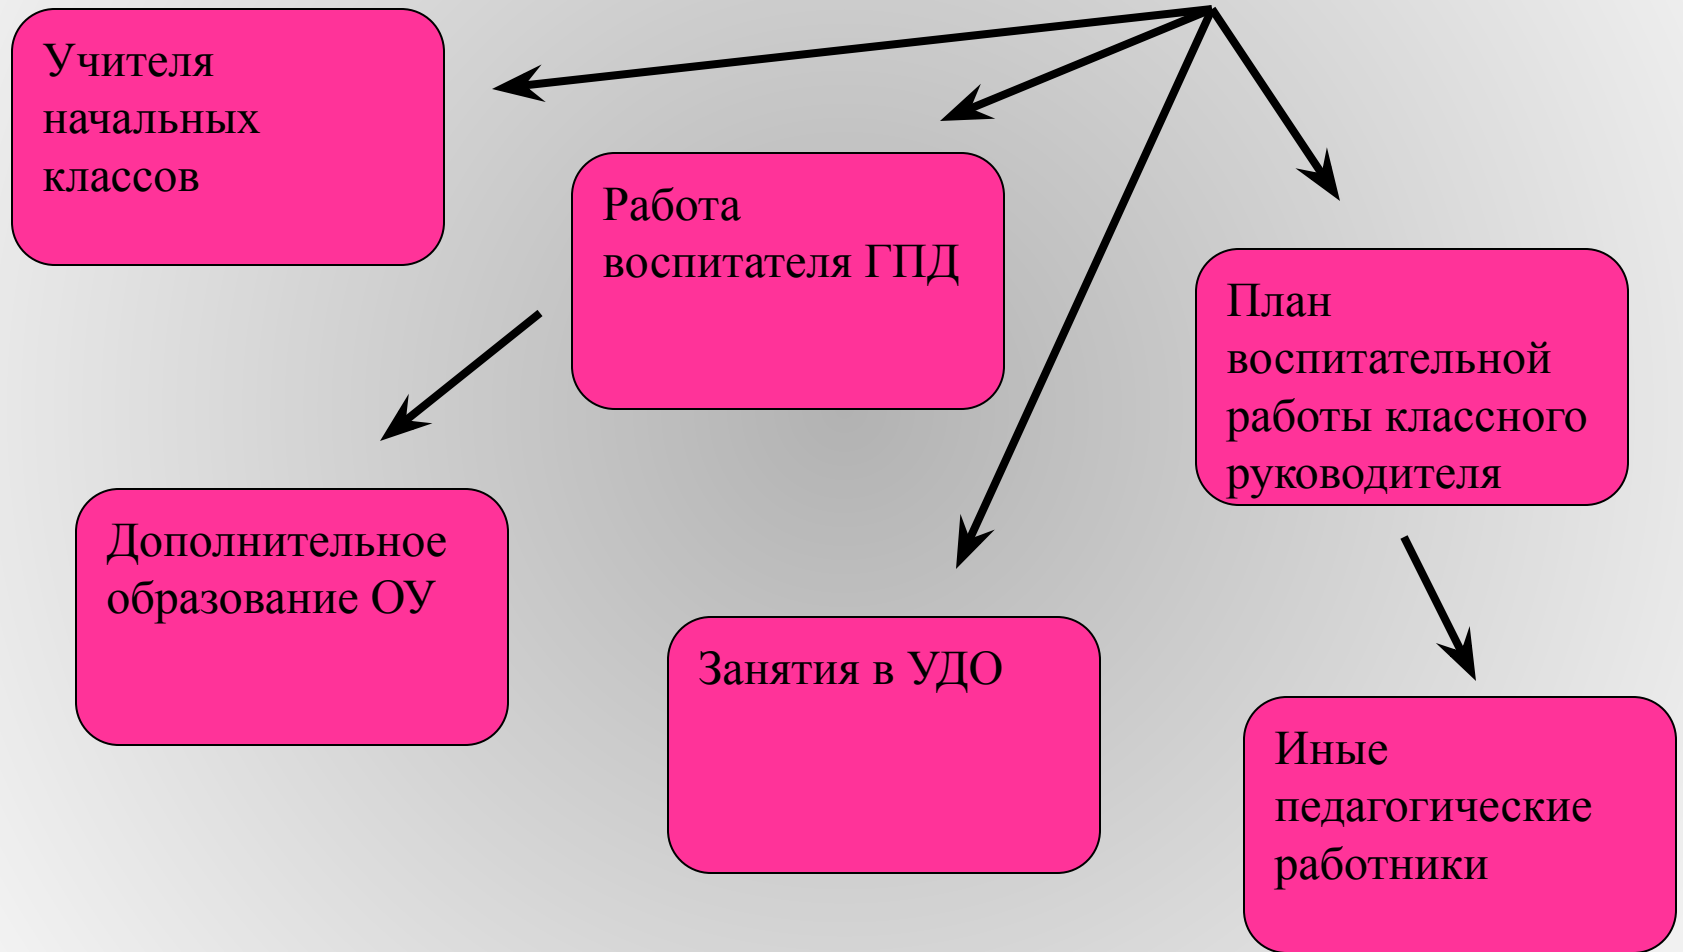 Учителя
начальных
классов
Работа
воспитателя ГПД
План
воспитательной
работы классного
руководителя
Дополнительное
образование ОУ
Занятия в УДО
Иные
педагогические
работники